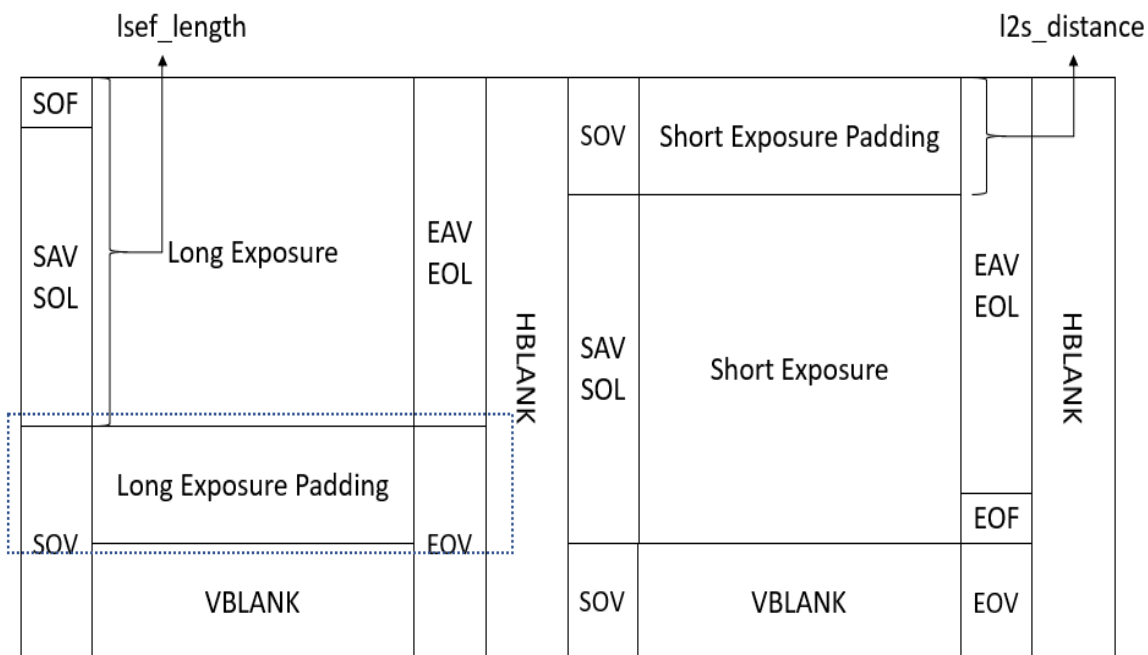 lsef_length
l2s_distance
SOF
SOV
Short Exposure Padding
SAV
SOL
Long Exposure
EAV
EOL
EAV
EOL
HBLANK
HBLANK
SAV
SOL
Short Exposure
Long Exposure Padding
EOF
SOV
EOV
VBLANK
SOV
VBLANK
EOV